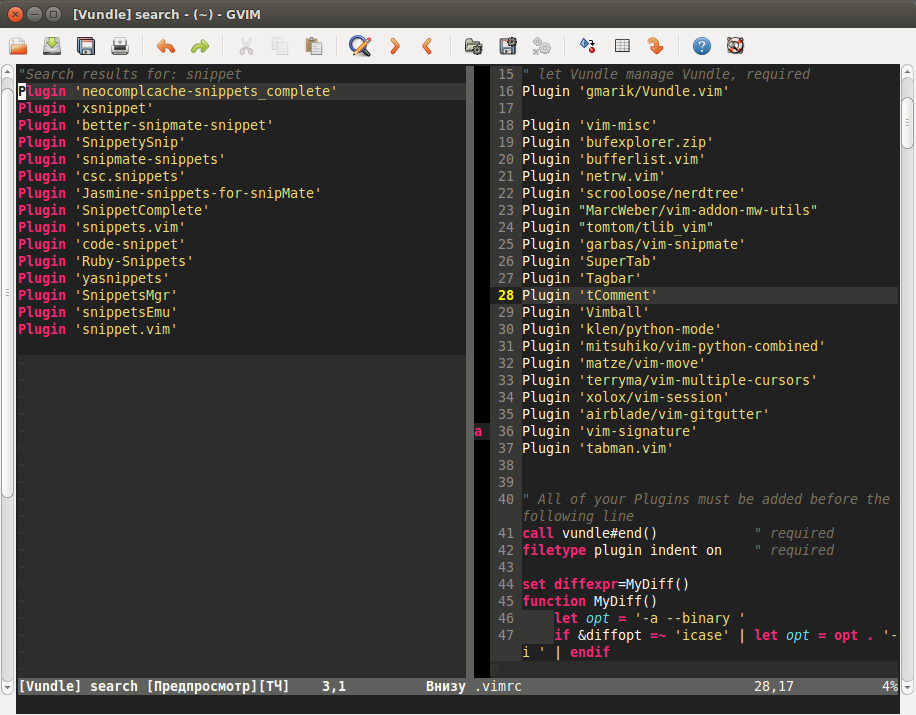 [Vundle] search - (~) - GVIM
"Search results for: snippet
Plugin 'neocomplcache-snippets_complete'
Plugin 'xsnippet'
Plugin 'better-snipmate-snippet'
Plugin 'SnippetySnip'
Plugin 'snipmate-snippets'
Plugin 'csc.snippets'
Plugin 'Jasmine-snippets-for-snipMate'
Plugin 'SnippetComplete'
Plugin 'snippets.vim'
Plugin 'code-snippet'
Plugin 'Ruby-Snippets'
Plugin 'yasnippets'
Plugin 'SnippetsMgr'
Plugin 'snippetsEmu'
Plugin 'snippet.vim'
15 " let Vundle manage Vundle, required
16 Plugin 'gmarik/Vundle.vim'
17
18 Plugin 'vim-misc'
19 Plugin 'bufexplorer.zip'
20 Plugin 'bufferlist.vim'
21 Plugin 'netrw.vim'
22 Plugin 'scrooloose/nerdtree'
23 Plugin "MarcWeber/vim-addon-mw-utils"
24 Plugin "tomtom/tlib_vim"
25 Plugin 'garbas/vim-snipmate'
26 Plugin 'SuperTab'
27 Plugin 'Tagbar'
28 Plugin 'tComment'
29 Plugin 'Vimball'
30 Plugin 'klen/python-mode'
31 Plugin 'mitsuhiko/vim-python-combined'
32 Plugin 'matze/vim-move'
33 Plugin 'terryma/vim-multiple-cursors'
34 Plugin 'xolox/vim-session'
35 Plugin 'airblade/vim-gitgutter'
a 36 Plugin 'vim-signature'
37 Plugin 'tabman.vim'
38
39
40 " All of your Plugins must be added before the
following line
41 call vundle#end() " required
42 filetype plugin indent on " required
43
44 set diffexpr=MyDiff()
45 function MyDiff()
46 let opt = '-a --binary '
47 if &diffopt =~ 'icase' | let opt = opt . '-
i ' | endif
[Vundle] search [Предпросмотр][ТЧ] 3,1 Внизу .vimrc 28,17 4%